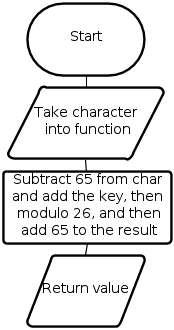 Start
Take character
into function
Subtract 65 from char
and add the key, then
modulo 26, and then
add 65 to the result
Return value